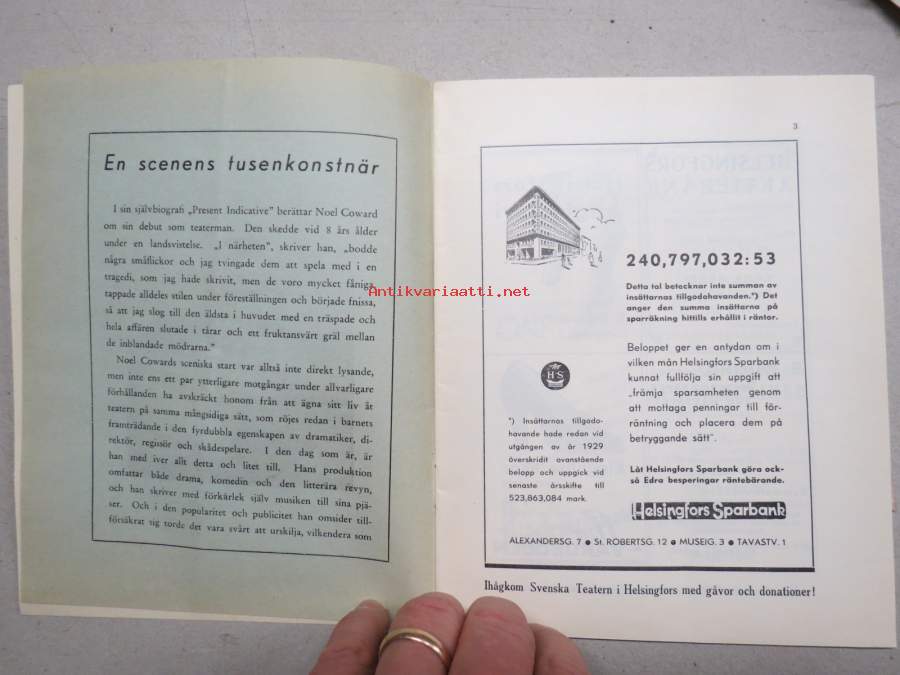 En scenens tusenkonstnär
I sin självbiografi „Present Indicative” berättar Noel Coward
om sin debut som teaterman. Den skedde vid 8 års ålder
under en landsvistelse. „I närheten”, skriver han, „bodde
några småflickor och jag tvingade dem att spela med i en
tragedi, som jag hade skrivit, men de voro mycket fåniga,
tappade alldeles stilen under föreställningen och började fnissa,
så att jag slog till den äldsta i huvudet med en träspade och
hela affären slutade i tårar och ett fruktansvärt gräl mellan
de inblandade mödrarna.”
Noel Cowards sceniska start var alltså inte direkt lysande,
men inte ens ett par ytterligare motgångar under allvarligare
förhållanden ha avskräckt honom från att ägna sitt liv åt
teatern på samma mångsidiga sätt, som röjes redan i barnets
framträdande i den fyrdubbla egenskapen av dramatiker, di-
rektör, regissör och skådespelare. I den dag som är, är
han med iver allt detta och litet till. Hans produktion
omfattar både drama, komedin och den litterära revyn,
och han skriver med förkärlek själv musiken till sina pjä-
ser. Och i den popularitet och publicitet han omsider till-
försäkrat sig torde det vara svårt att urskilja, vilkendera som
Antikvariaatti.net
3
240,797,032:53
Detta tal betecknar inte summan av
insättarnas tillgodohavanden.*) Det
anger den summa insättarna på
sparräkning hittills erhållit i räntor.
Beloppet ger en antydan om i
vilken mån Helsingfors Sparbank
kunnat fullfölja sin uppgift att
„främja sparsamheten genom
att mottaga penningar till för-
räntning och placera dem på
betryggande sätt”.
Låt Helsingfors Sparbank göra ock-
så Edra besparingar räntebärande.
HS
*) Insättarnas tillgodo-
havande hade redan vid
utgången av år 1929
överskridit ovanstående
belopp och uppgick vid
senaste årsskifte till
523,863,084 mark.
Helsingfors Sparbank
ALEXANDERSG. 7 ● St. ROBERTSG. 12 ● MUSEIG. 3 ● TAVASTV. 1
Ihågkom Svenska Teatern i Helsingfors med gåvor och donationer!